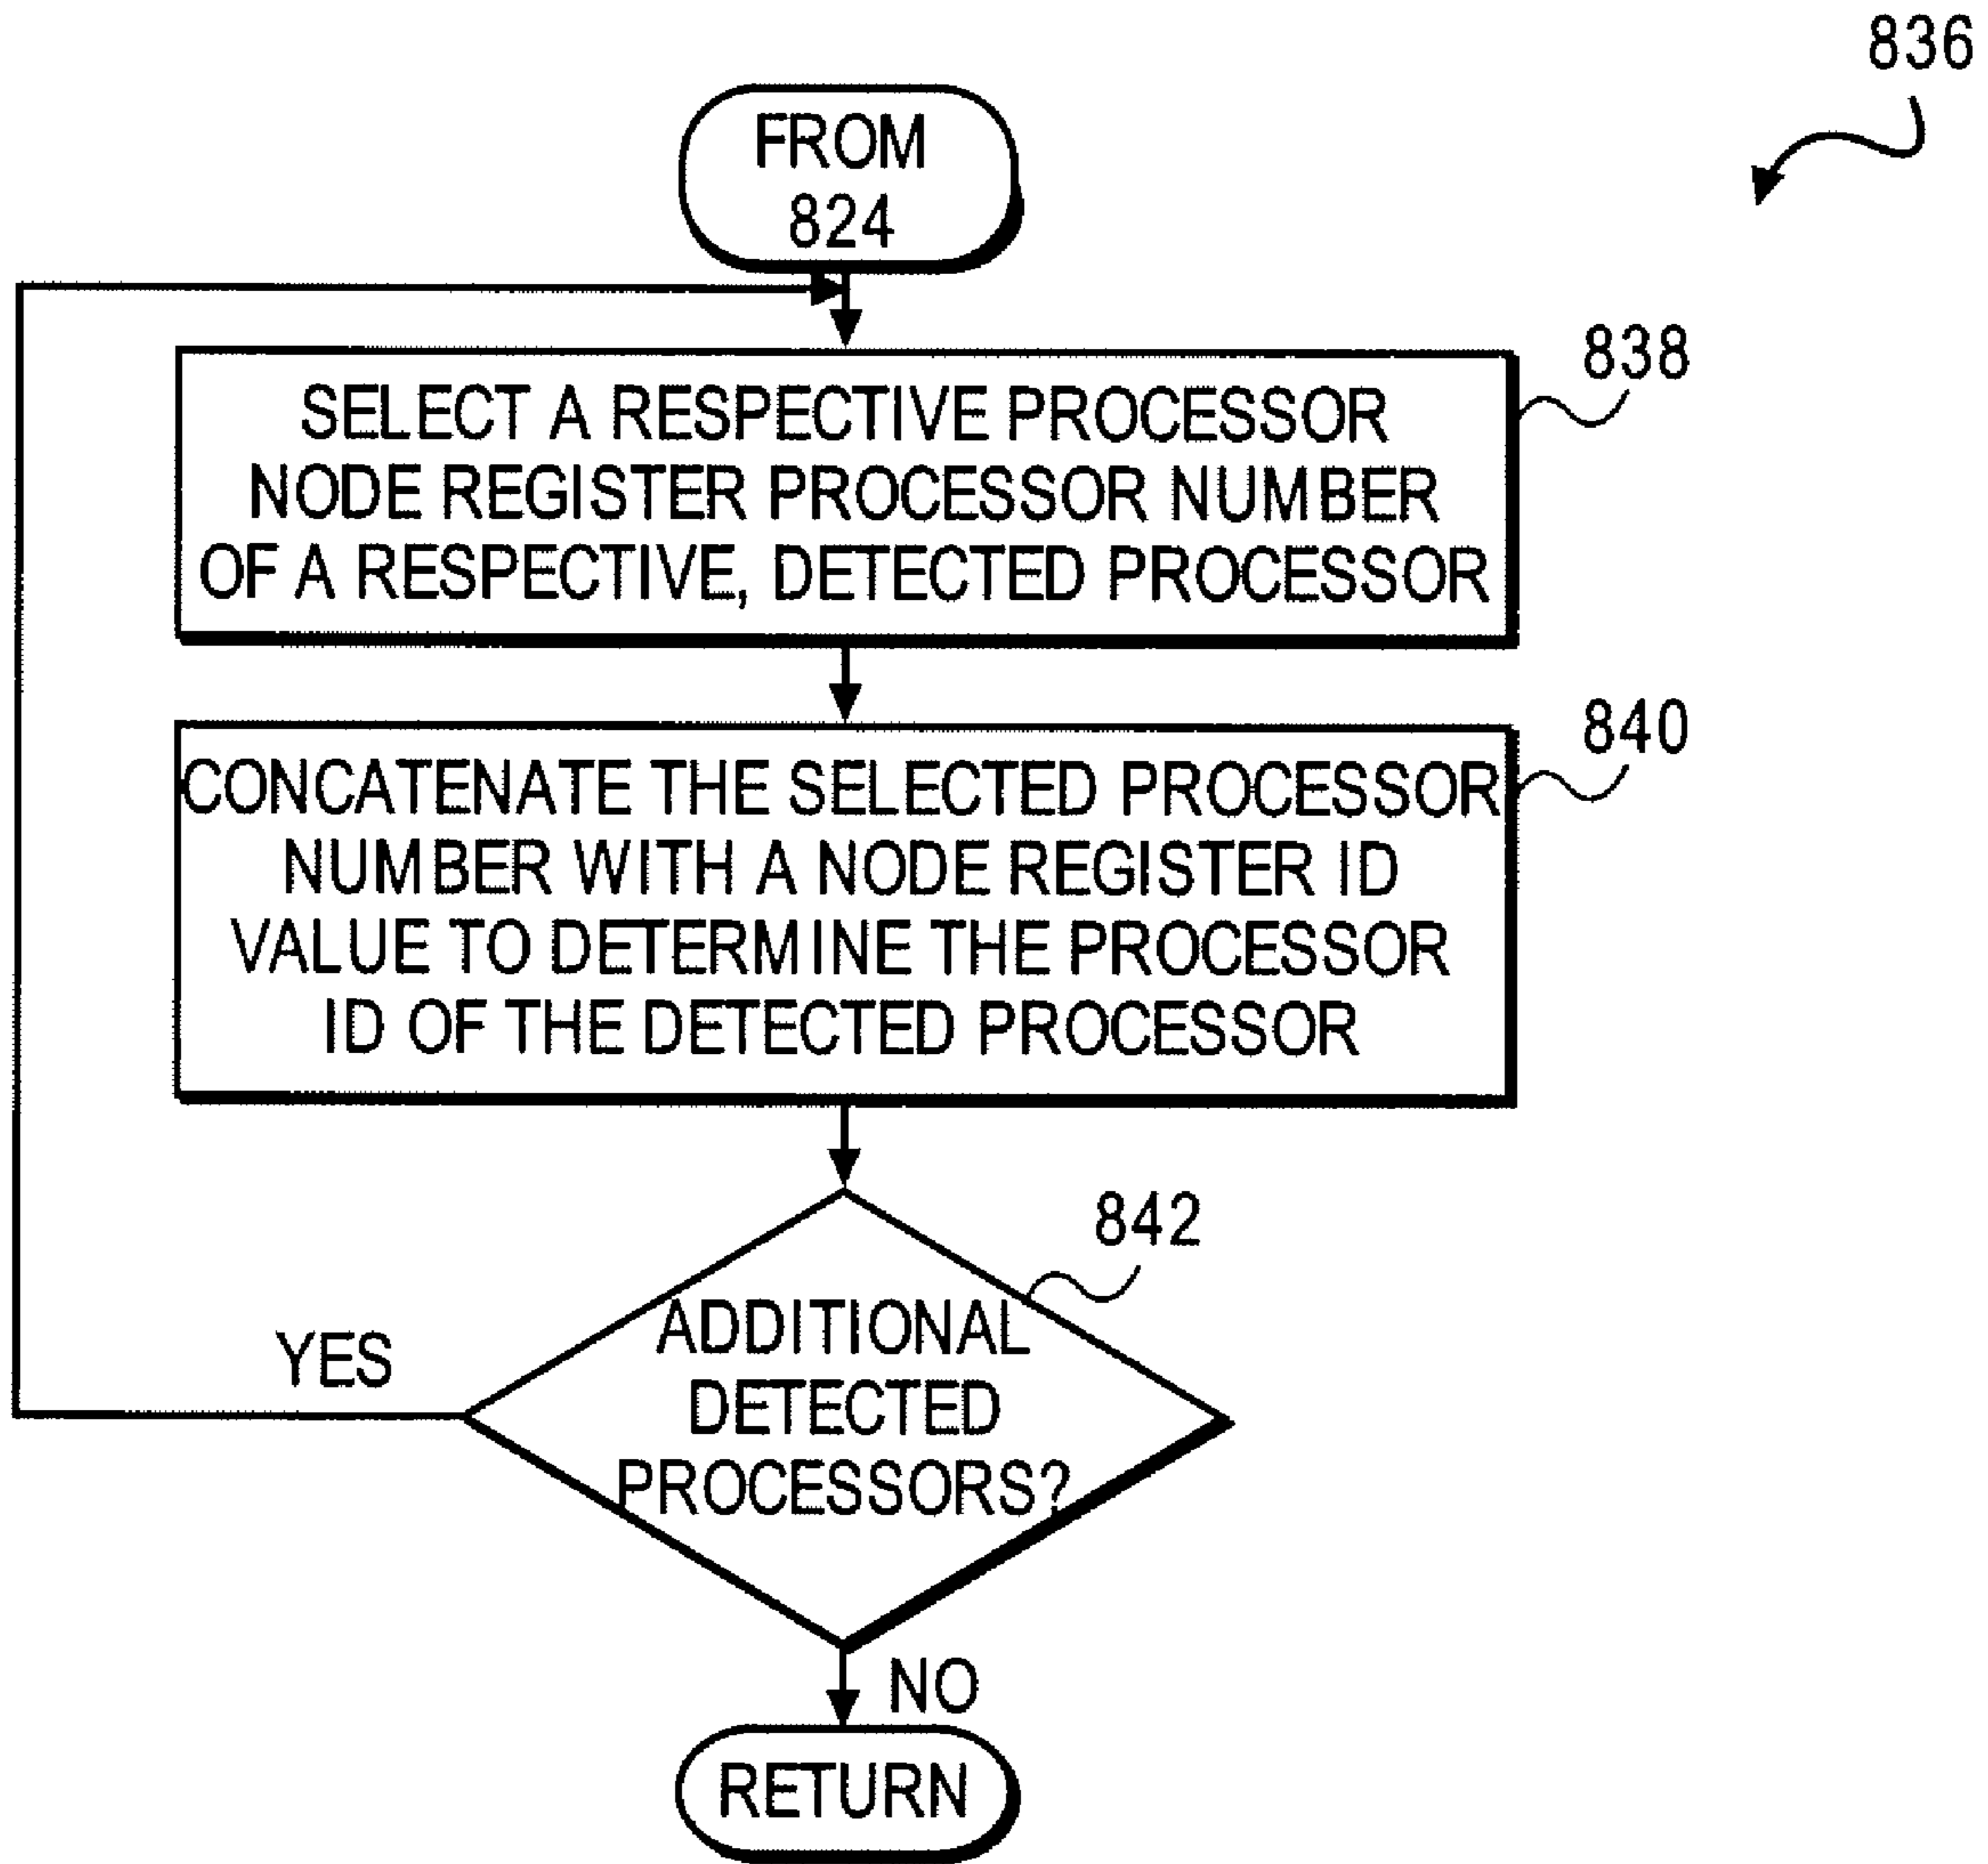 836
FROM
824
838
SELECT A RESPECTIVE PROCESSOR
NODE REGISTER PROCESSOR NUMBER
OF A RESPECTIVE, DETECTED PROCESSOR
840
CONCATENATE THE SELECTED PROCESSOR
NUMBER WITH A NODE REGISTER ID
VALUE TO DETERMINE THE PROCESSOR
ID OF THE DETECTED PROCESSOR
842
ADDITIONAL
DETECTED
PROCESSORS?
YES
NO
RETURN